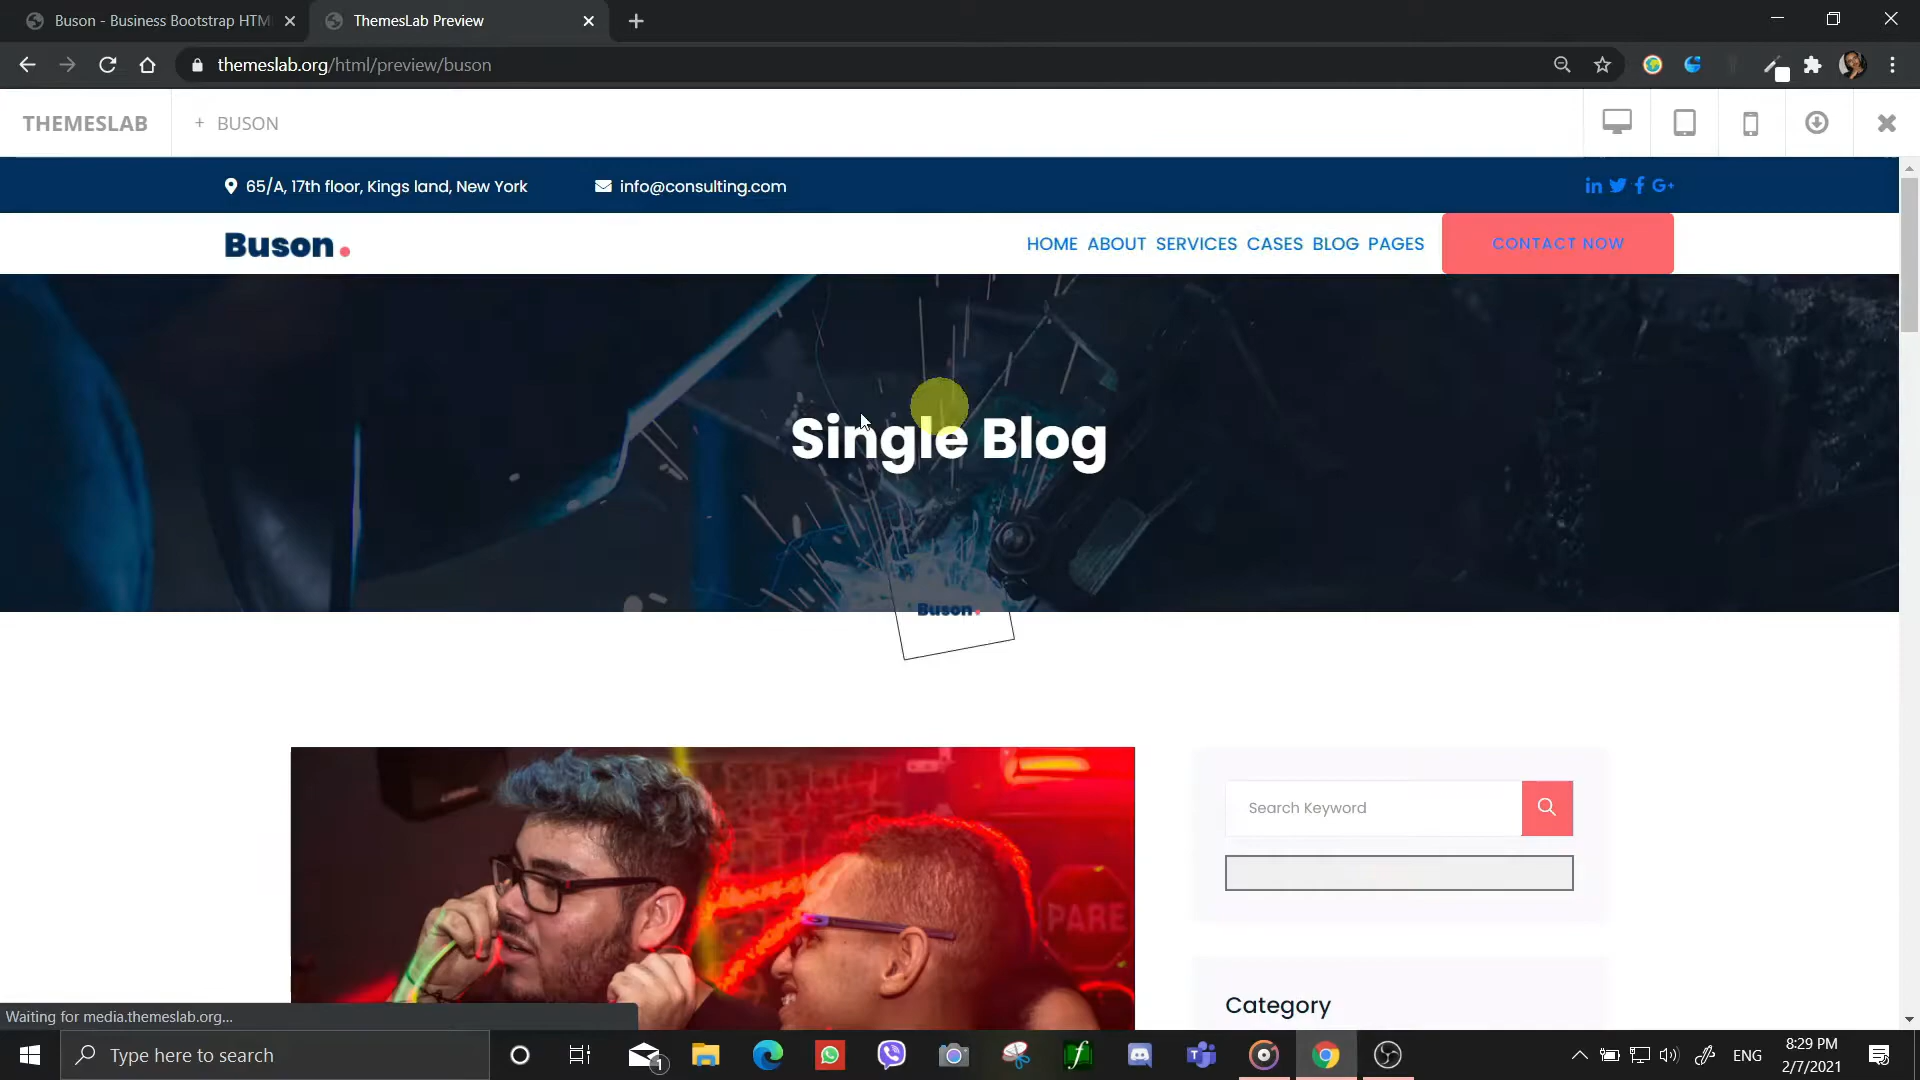 Buson - Business Bootstrap HTM
ThemesLab Preview
themeslab.org/html/preview/buson
THEMESLAB
+ BUSON
65/A, 17th floor, Kings land, New York
info@consulting.com
in G+
Buson.
HOME ABOUT SERVICES CASES BLOG PAGES
CONTACT NOW
Single Blog
Buson.
Search Keyword
PARE
Category
Waiting for media.themeslab.org...
Type here to search
1
ENG
8:29 PM
2/7/2021